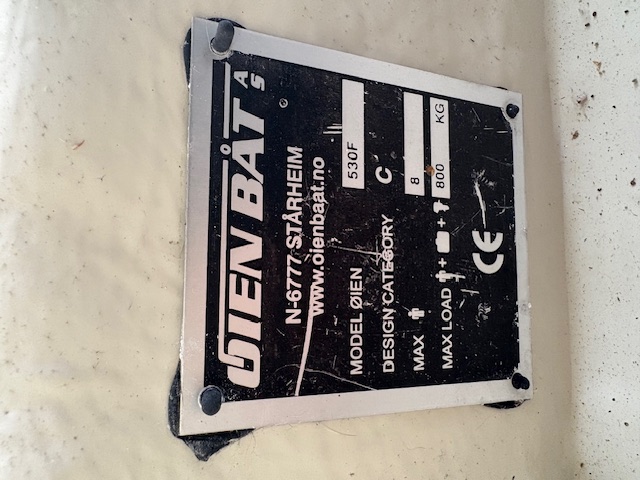 ØIEN BÅT AS
N-6777 STÅRHEIM
www.oienbaat.no
MODEL ØIEN 530F
DESIGN CATEGORY C
MAX 8
MAX LOAD + + 800 KG
CE